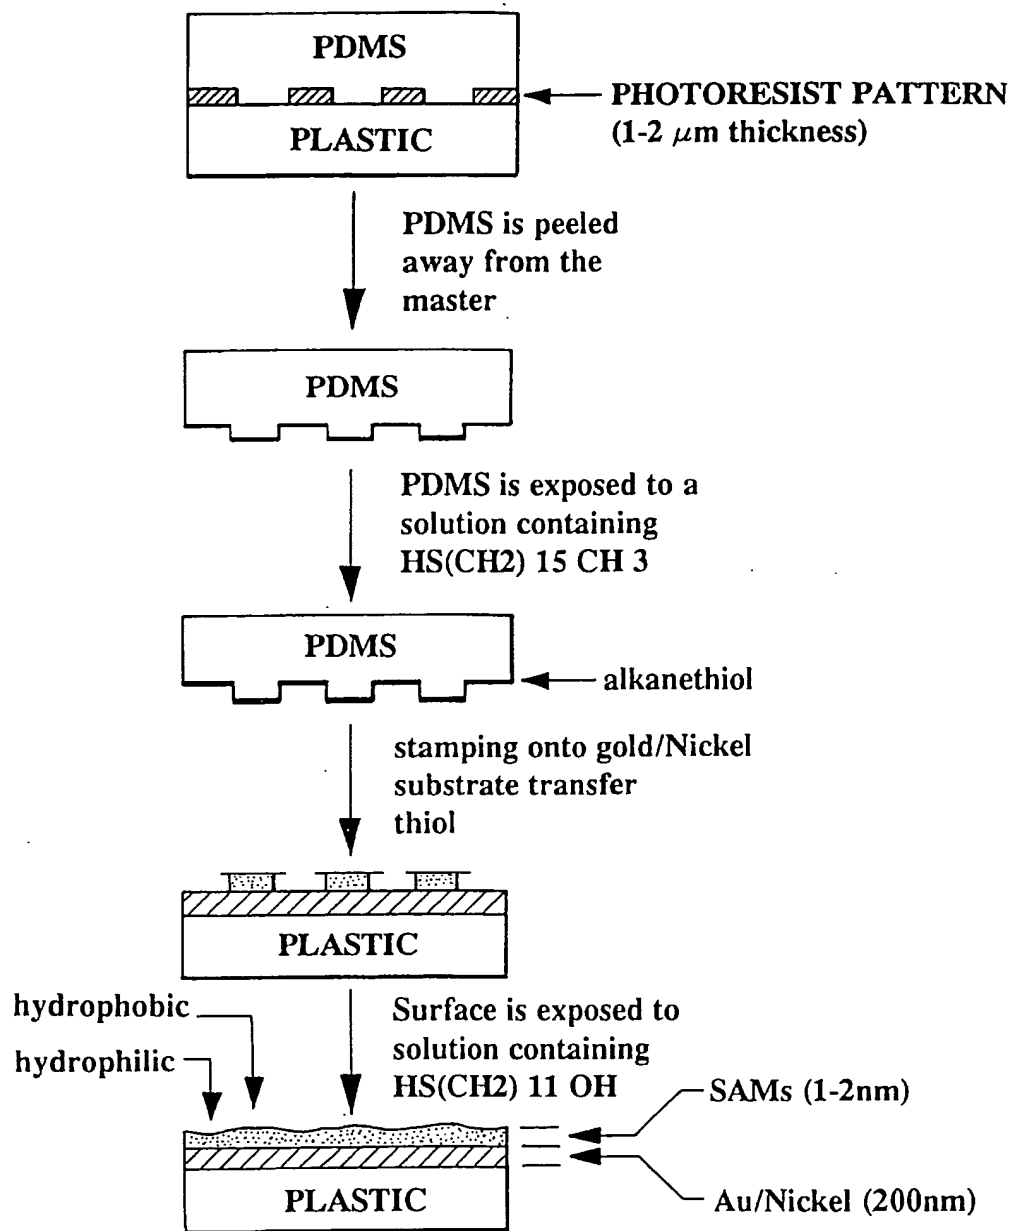 PDMS
PHOTORESIST PATTERN
(1-2 μm thickness)
PLASTIC
PDMS is peeled
away from the
master
PDMS
PDMS is exposed to a
solution containing
HS(CH2) 15 CH 3
PDMS
alkanethiol
stamping onto gold/Nickel
substrate transfer
thiol
PLASTIC
hydrophobic
hydrophilic
Surface is exposed to
solution containing
HS(CH2) 11 OH
SAMs (1-2nm)
PLASTIC
Au/Nickel (200nm)